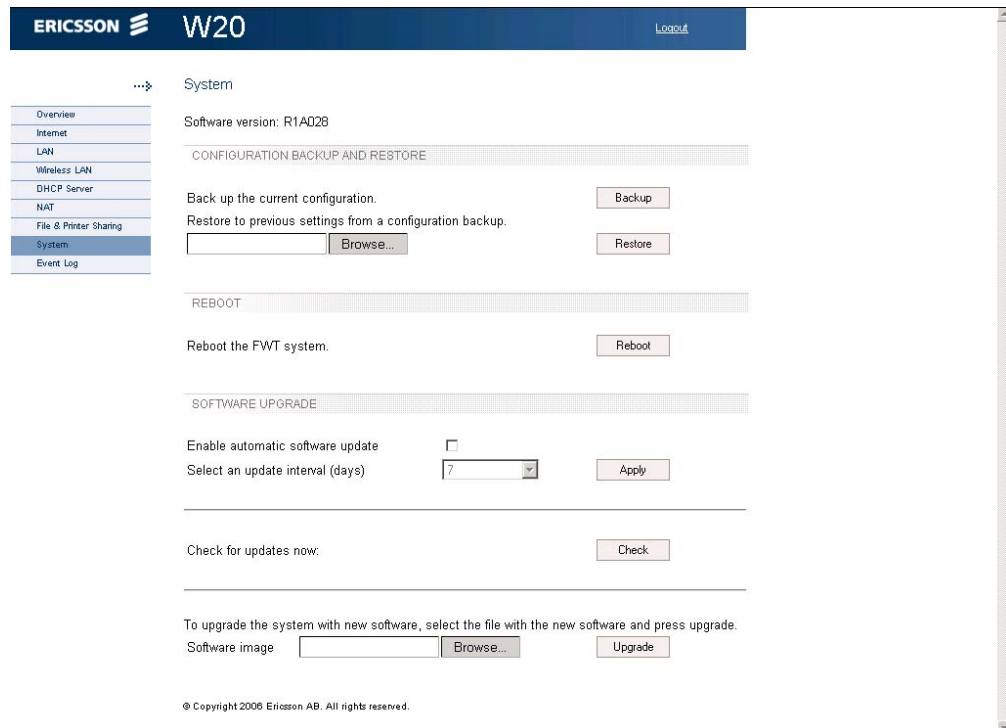 ERICSSON W20 Logout
System
Overview
Internet
LAN
Wireless LAN
DHCP Server
NAT
File & Printer Sharing
System
Event Log
Software version: R1A028
CONFIGURATION BACKUP AND RESTORE
Back up the current configuration. Backup
Restore to previous settings from a configuration backup.
Browse... Restore
REBOOT
Reboot the FWT system. Reboot
SOFTWARE UPGRADE
Enable automatic software update
Select an update interval (days) 7 Apply
Check for updates now: Check
To upgrade the system with new software, select the file with the new software and press upgrade.
Software image Browse... Upgrade
© Copyright 2006 Ericsson AB. All rights reserved.